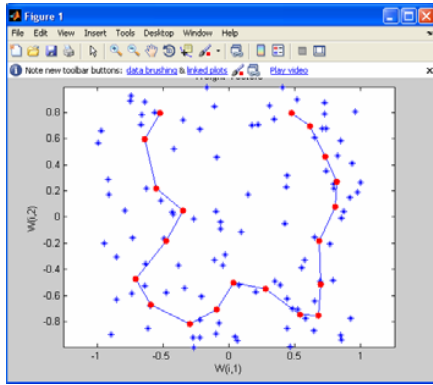 Figure 1
File Edit View Insert Tools Desktop Window Help
Note new toolbar buttons: data brushing & linked plots Play video
Weight Vectors
0.8
0.6
0.4
0.2
0
-0.2
-0.4
-0.6
-0.8
W(i,2)
-1 -0.5 0 0.5 1
W(i,1)